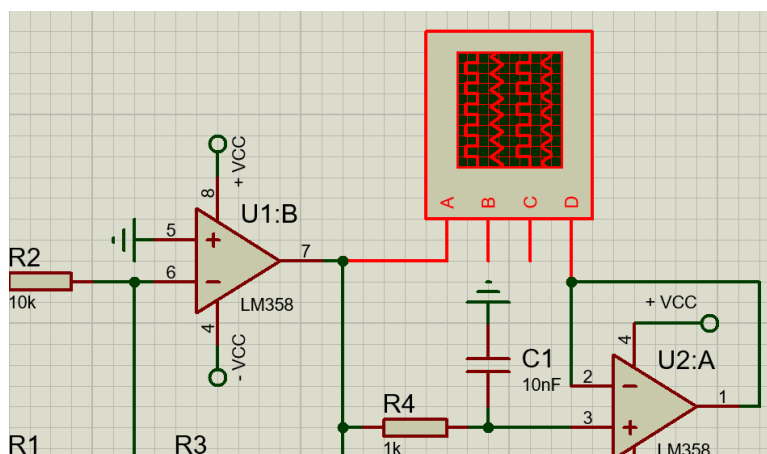 A B C D
+ VCC
8
U1:B
5
+
7
6
−
LM358
4
- VCC
R2
10k
C1
10nF
+ VCC
4
U2:A
2
−
1
3
+
LM358
R4
1k
R1
R3